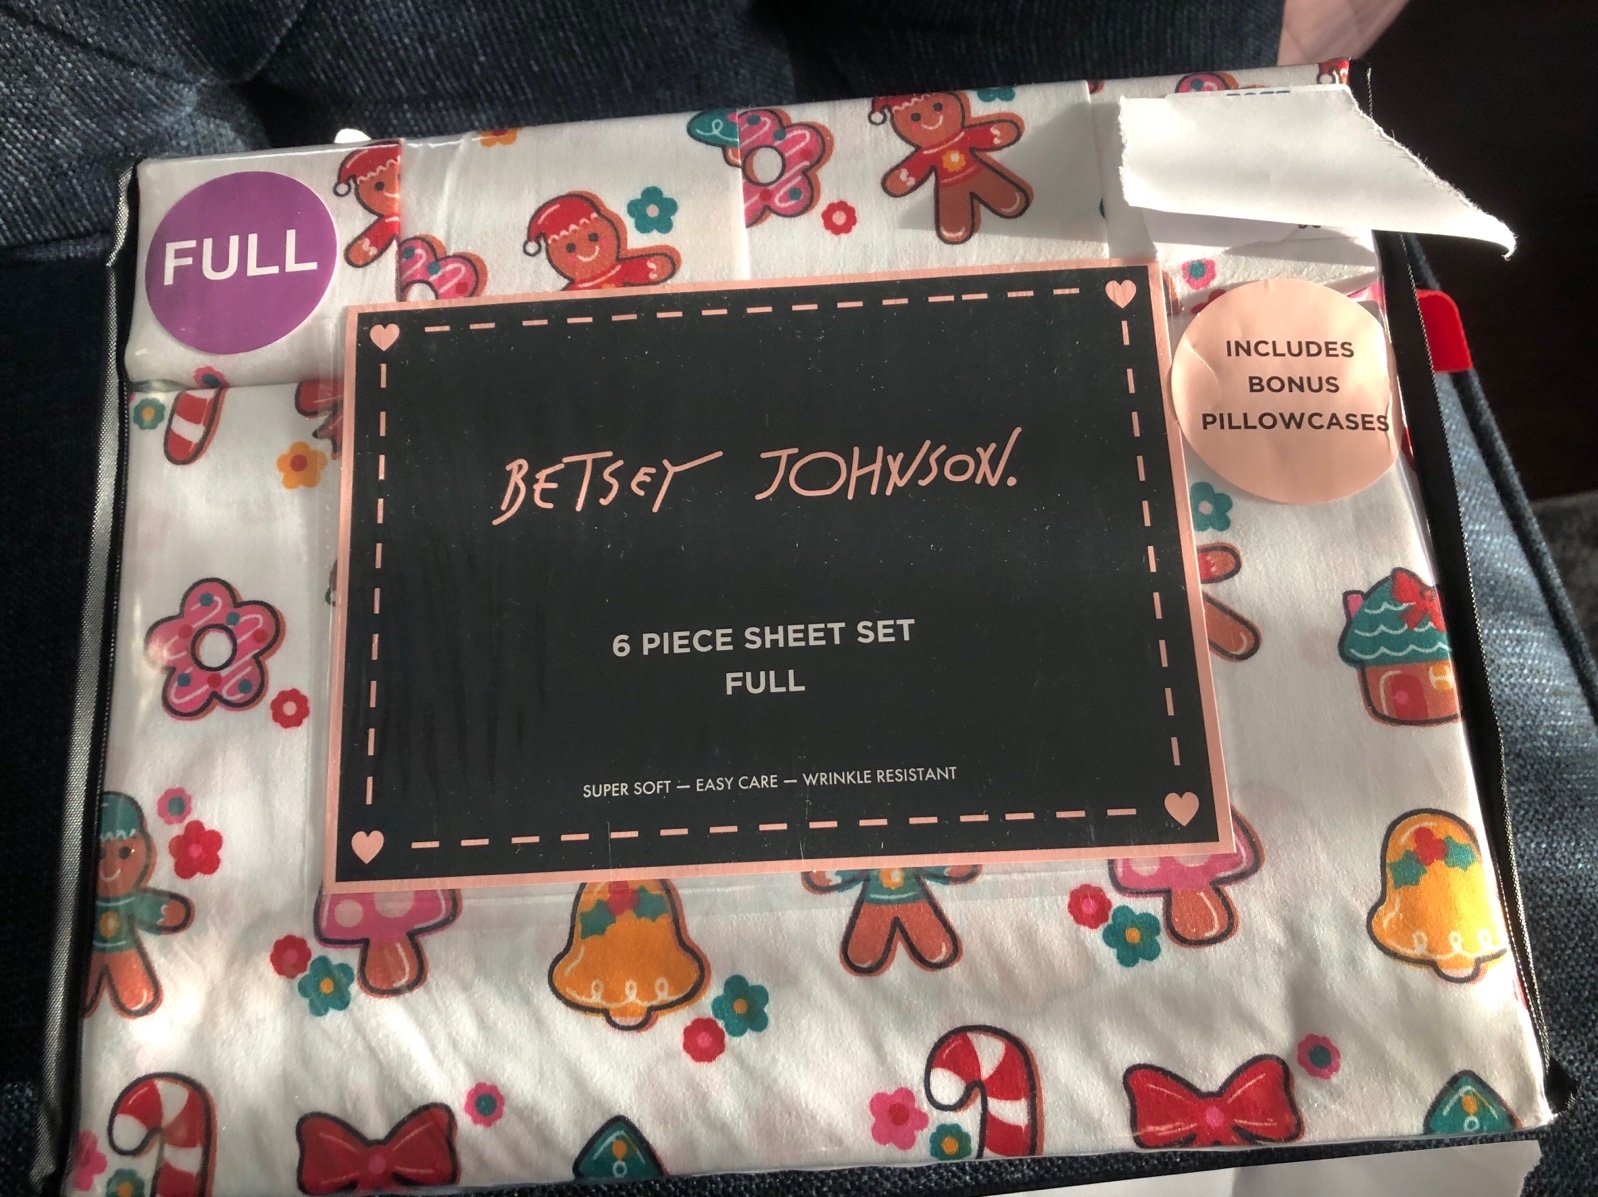 FULL
INCLUDES
BONUS
PILLOWCASES
BETSEY JOHNSON.
6 PIECE SHEET SET
FULL
SUPER SOFT — EASY CARE — WRINKLE RESISTANT